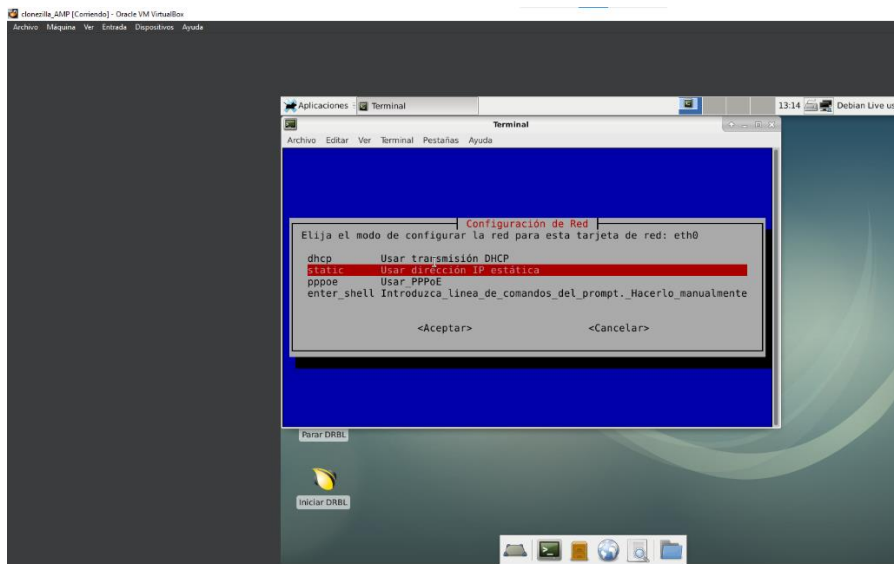 clonezilla_AMP [Corriendo] - Oracle VM VirtualBox
Archivo Máquina Ver Entrada Dispositivos Ayuda
Aplicaciones Terminal 13:14 Debian Live us
Terminal
Archivo Editar Ver Terminal Pestañas Ayuda
Configuración de Red
Elija el modo de configurar la red para esta tarjeta de red: eth0
dhcp Usar transmisión DHCP
static Usar dirección IP estática
pppoe Usar PPPoE
enter_shell Introduzca_linea_de_comandos_del_prompt._Hacerlo_manualmente
<Aceptar> <Cancelar>
Parar DRBL
Iniciar DRBL